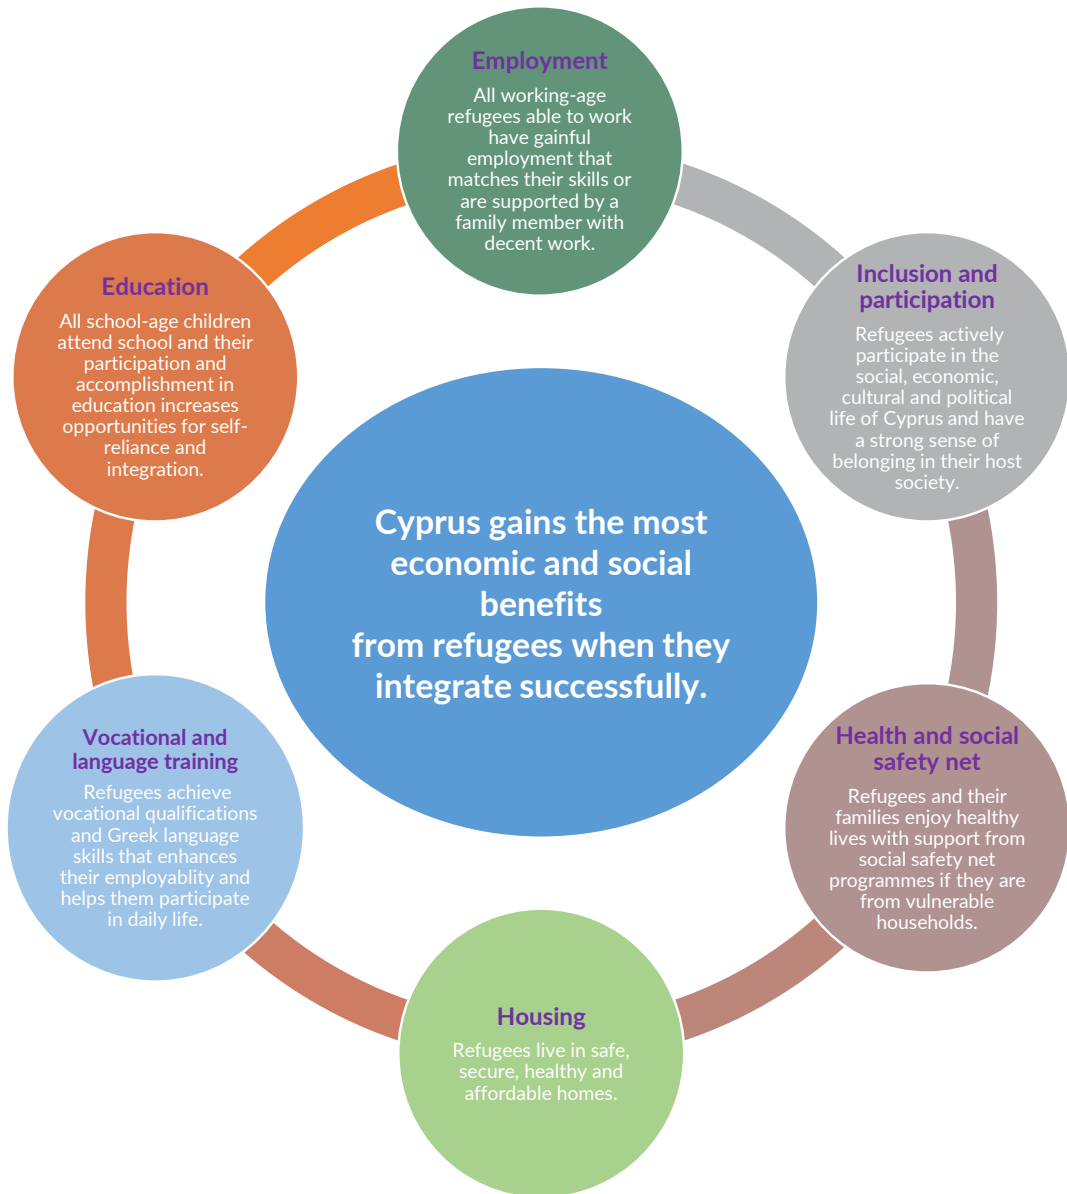 Employment
All working-age
refugees able to work
have gainful
employment that
matches their skills or
are supported by a
family member with
decent work.
Inclusion and
participation
Refugees actively
participate in the
social, economic,
cultural and political
life of Cyprus and have
a strong sense of
belonging in their host
society.
Health and social
safety net
Refugees and their
families enjoy healthy
lives with support from
social safety net
programmes if they are
from vulnerable
households.
Housing
Refugees live in safe,
secure, healthy and
affordable homes.
Vocational and
language training
Refugees achieve
vocational qualifications
and Greek language
skills that enhances
their employablity and
helps them participate
in daily life.
Education
All school-age children
attend school and their
participation and
accomplishment in
education increases
opportunities for self-
reliance and
integration.
Cyprus gains the most
economic and social
benefits
from refugees when they
integrate successfully.